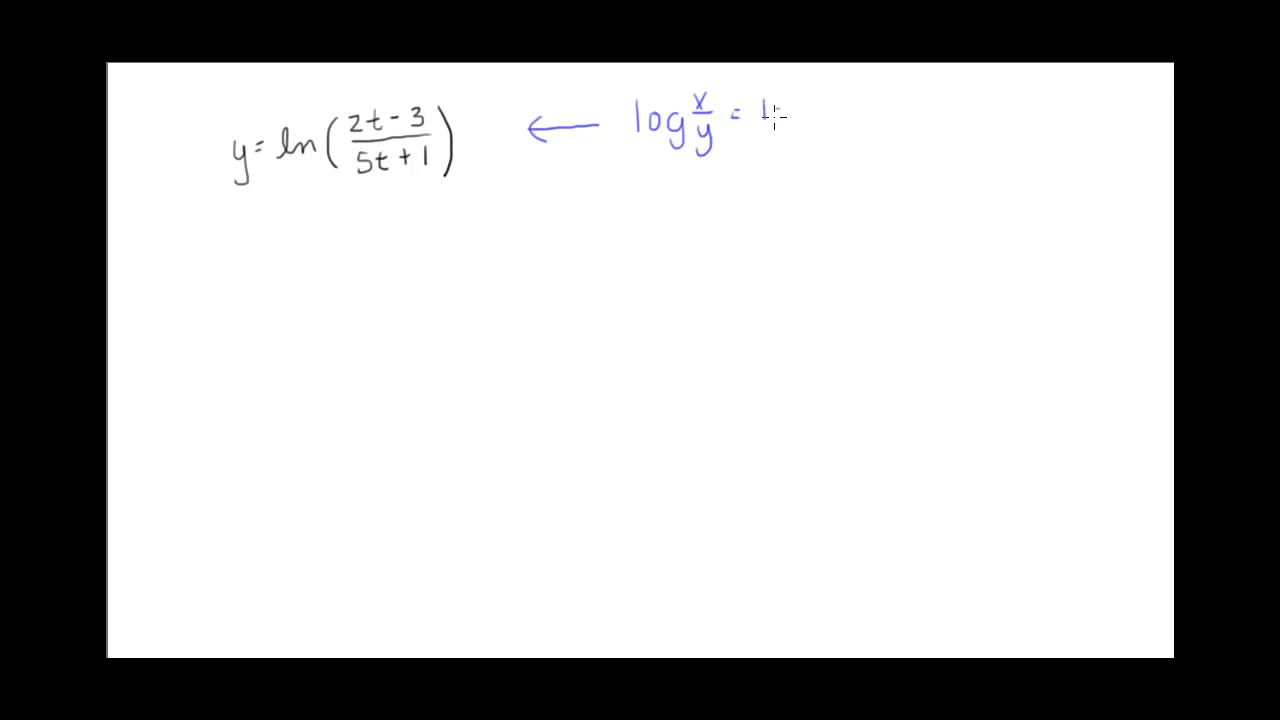 y = ln(2t - 3 / 5t + 1) ← log x/y =